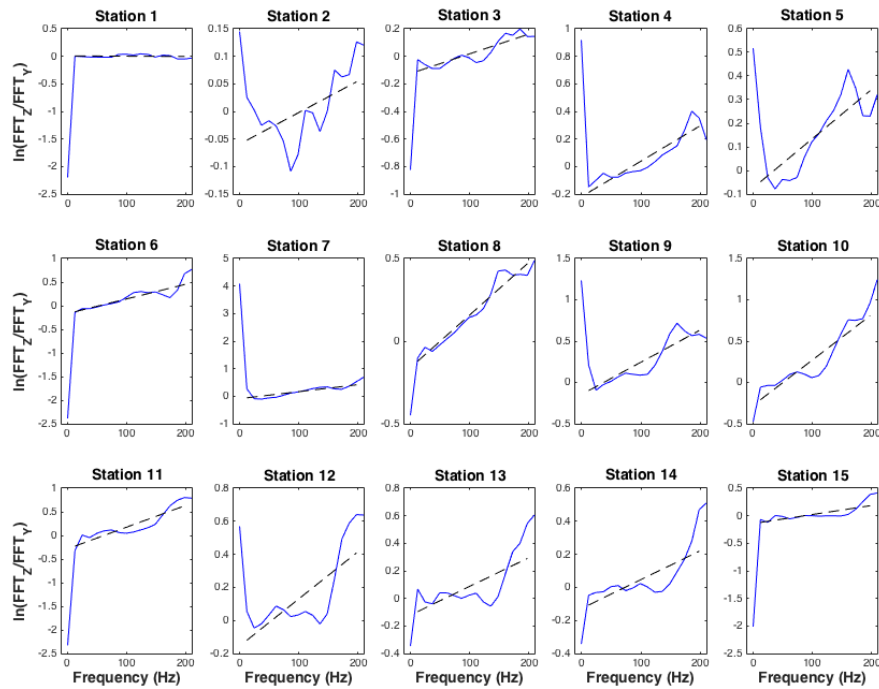 Station 1
ln(FFT_Z/FFT_Y)
0.5
0
-0.5
-1
-1.5
-2
-2.5
0 100 200
Station 2
0.15
0.1
0.05
0
0.05
0.1
0.15
0 100 200
Station 3
0.2
0
-0.2
-0.4
-0.6
-0.8
-1
0 100 200
Station 4
1
0.8
0.6
0.4
0.2
0
-0.2
0 100 200
Station 5
0.6
0.5
0.4
0.3
0.2
0.1
0
0.1
0 100 200
Station 6
ln(FFT_Z/FFT_Y)
1
0.5
0
-0.5
-1
-1.5
-2
-2.5
0 100 200
Station 7
5
4
3
2
1
0
-1
0 100 200
Station 8
0.5
0
-0.5
0 100 200
Station 9
1.5
1
0.5
0
-0.5
0 100 200
Station 10
1.5
1
0.5
0
-0.5
0 100 200
Station 11
ln(FFT_Z/FFT_Y)
1
0.5
0
-0.5
-1
-1.5
-2
-2.5
0 100 200
Frequency (Hz)
Station 12
0.8
0.6
0.4
0.2
0
-0.2
0 100 200
Frequency (Hz)
Station 13
0.8
0.6
0.4
0.2
0
-0.2
-0.4
0 100 200
Frequency (Hz)
Station 14
0.6
0.4
0.2
0
-0.2
-0.4
0 100 200
Frequency (Hz)
Station 15
0.5
0
-0.5
-1
-1.5
-2
-2.5
0 100 200
Frequency (Hz)